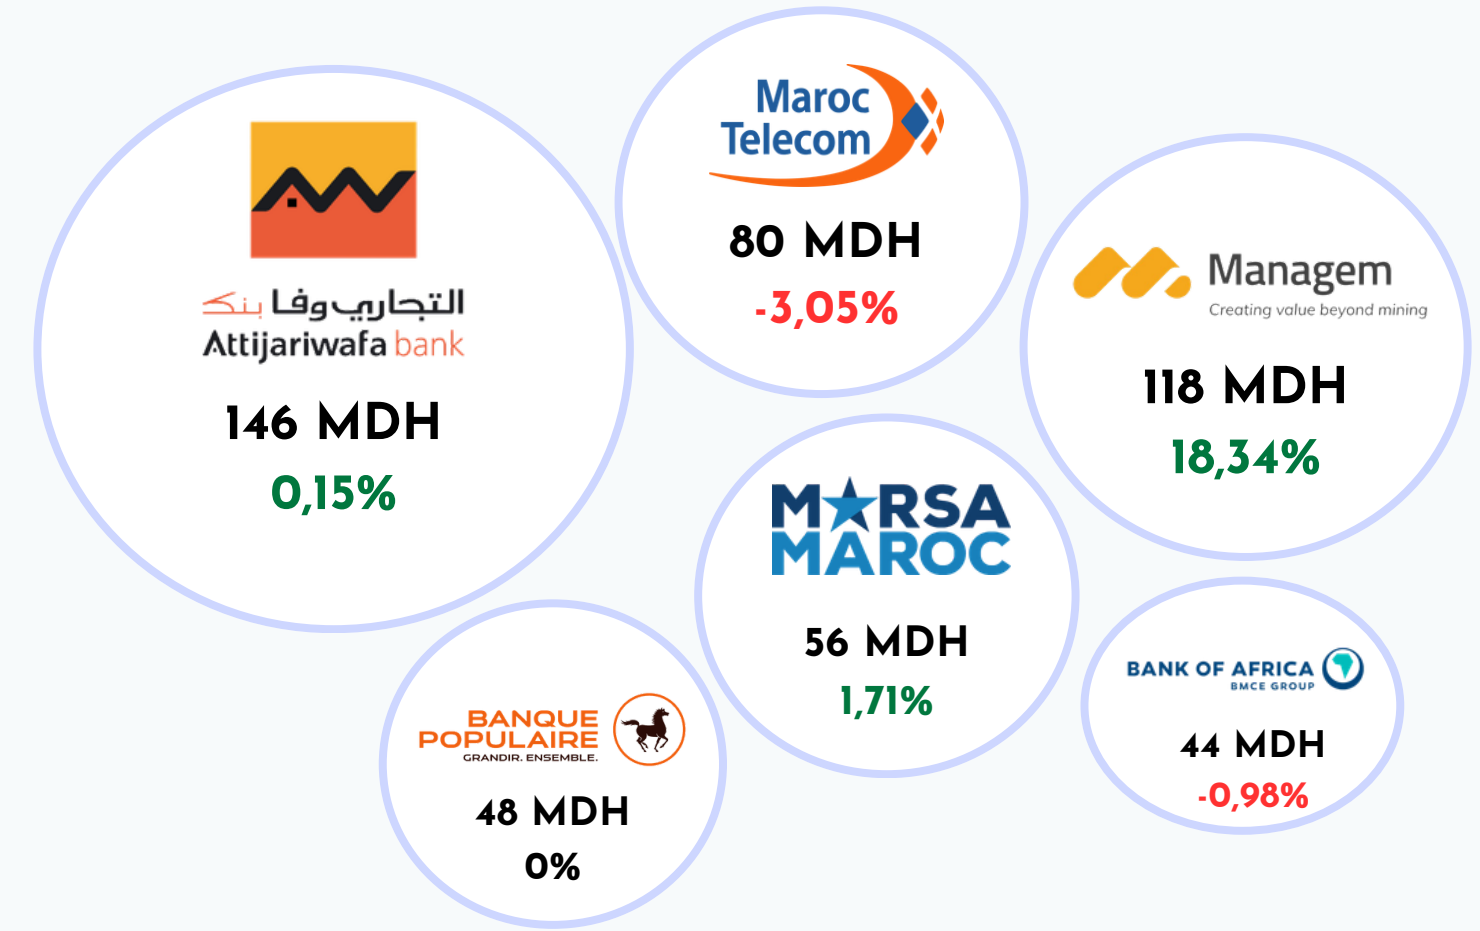 التجاري وفا بنك
Attijariwafa bank
146 MDH
0,15%
Maroc
Telecom
80 MDH
-3,05%
Managem
Creating value beyond mining
118 MDH
18,34%
MARSA
MAROC
56 MDH
1,71%
BANQUE
POPULAIRE
GRANDIR. ENSEMBLE.
48 MDH
0%
BANK OF AFRICA
BMCE GROUP
44 MDH
-0,98%